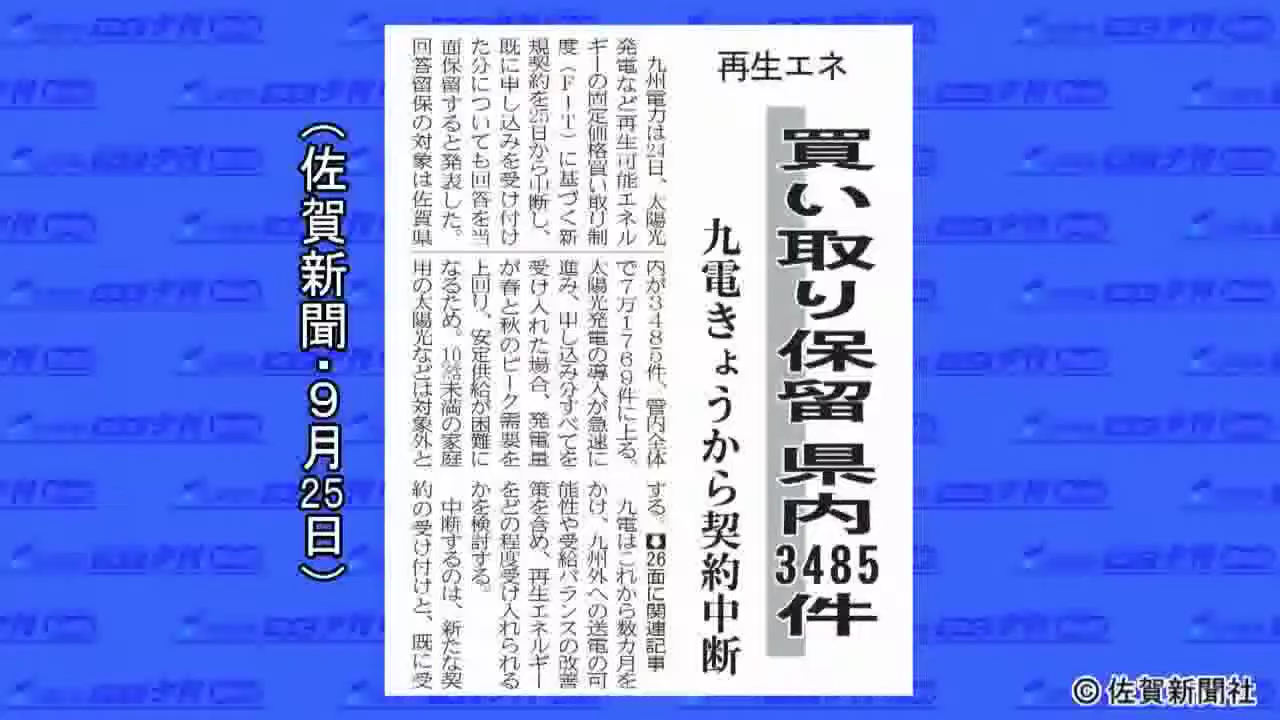 再生エネ
買い取り保留県内3485件
九電きょうから契約中断
九州電力は24日、太陽光
発電など再生可能エネル
ギーの固定価格買い取り制
度(FIT)に基づく新
規契約を25日から中断し、
既に申し込みを受け付け
た分についても回答を当
面保留すると発表した。
回答留保の対象は佐賀県
内が3485件、管内全体
で7万1769件に上る。
太陽光発電の導入が急速に
進み、申し込み分すべてを
受け入れた場合、発電量
が春と秋のピーク需要を
上回り、安定供給が困難に
なるため。10㌔㍗未満の家庭
用の太陽光などは対象外と
する。 26面に関連記事
九電はこれから数カ月を
かけ、九州外への送電の可
能性や受給バランスの改善
策を含め、再生エネルギー
をどの程度受け入れられる
かを検討する。
中断するのは、新たな契
約の受け付けと、既に受
(佐賀新聞・9月25日)
©佐賀新聞社